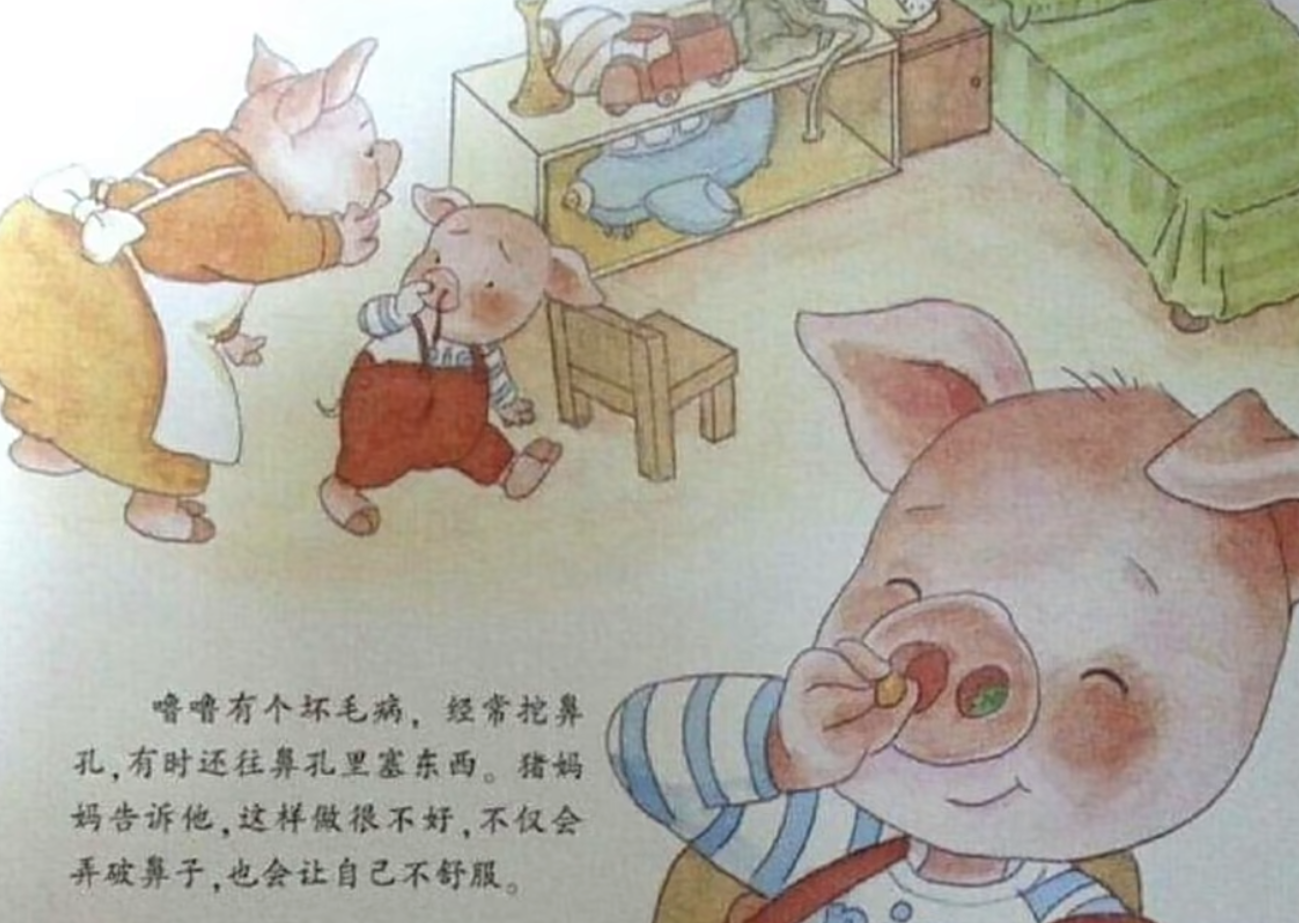 噜噜有个坏毛病，经常挖鼻
孔，有时还往鼻孔里塞东西。猪妈
妈告诉他，这样做很不好，不仅会
弄破鼻子，也会让自己不舒服。